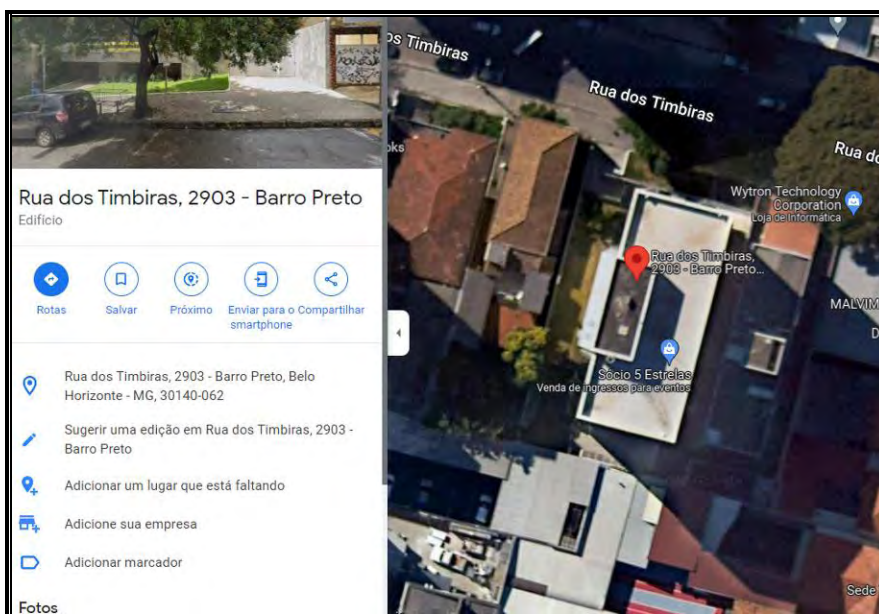 Rua dos Timbiras, 2903 - Barro Preto
Edifício
Rotas
Salvar
Próximo
Enviar para o
smartphone
Compartilhar
Rua dos Timbiras, 2903 - Barro Preto, Belo
Horizonte - MG, 30140-062
Sugerir uma edição em Rua dos Timbiras, 2903 -
Barro Preto
Adicionar um lugar que está faltando
Adicione sua empresa
Adicionar marcador
Fotos
os Timbiras
Rua dos Timbiras
Rua do
oks
Wytron Technology
Corporation
Loja de Informática
Rua dos Timbiras,
2903 - Barro Preto...
MALVIM
D
Sócio 5 Estrelas
Venda de ingressos para eventos
Sede